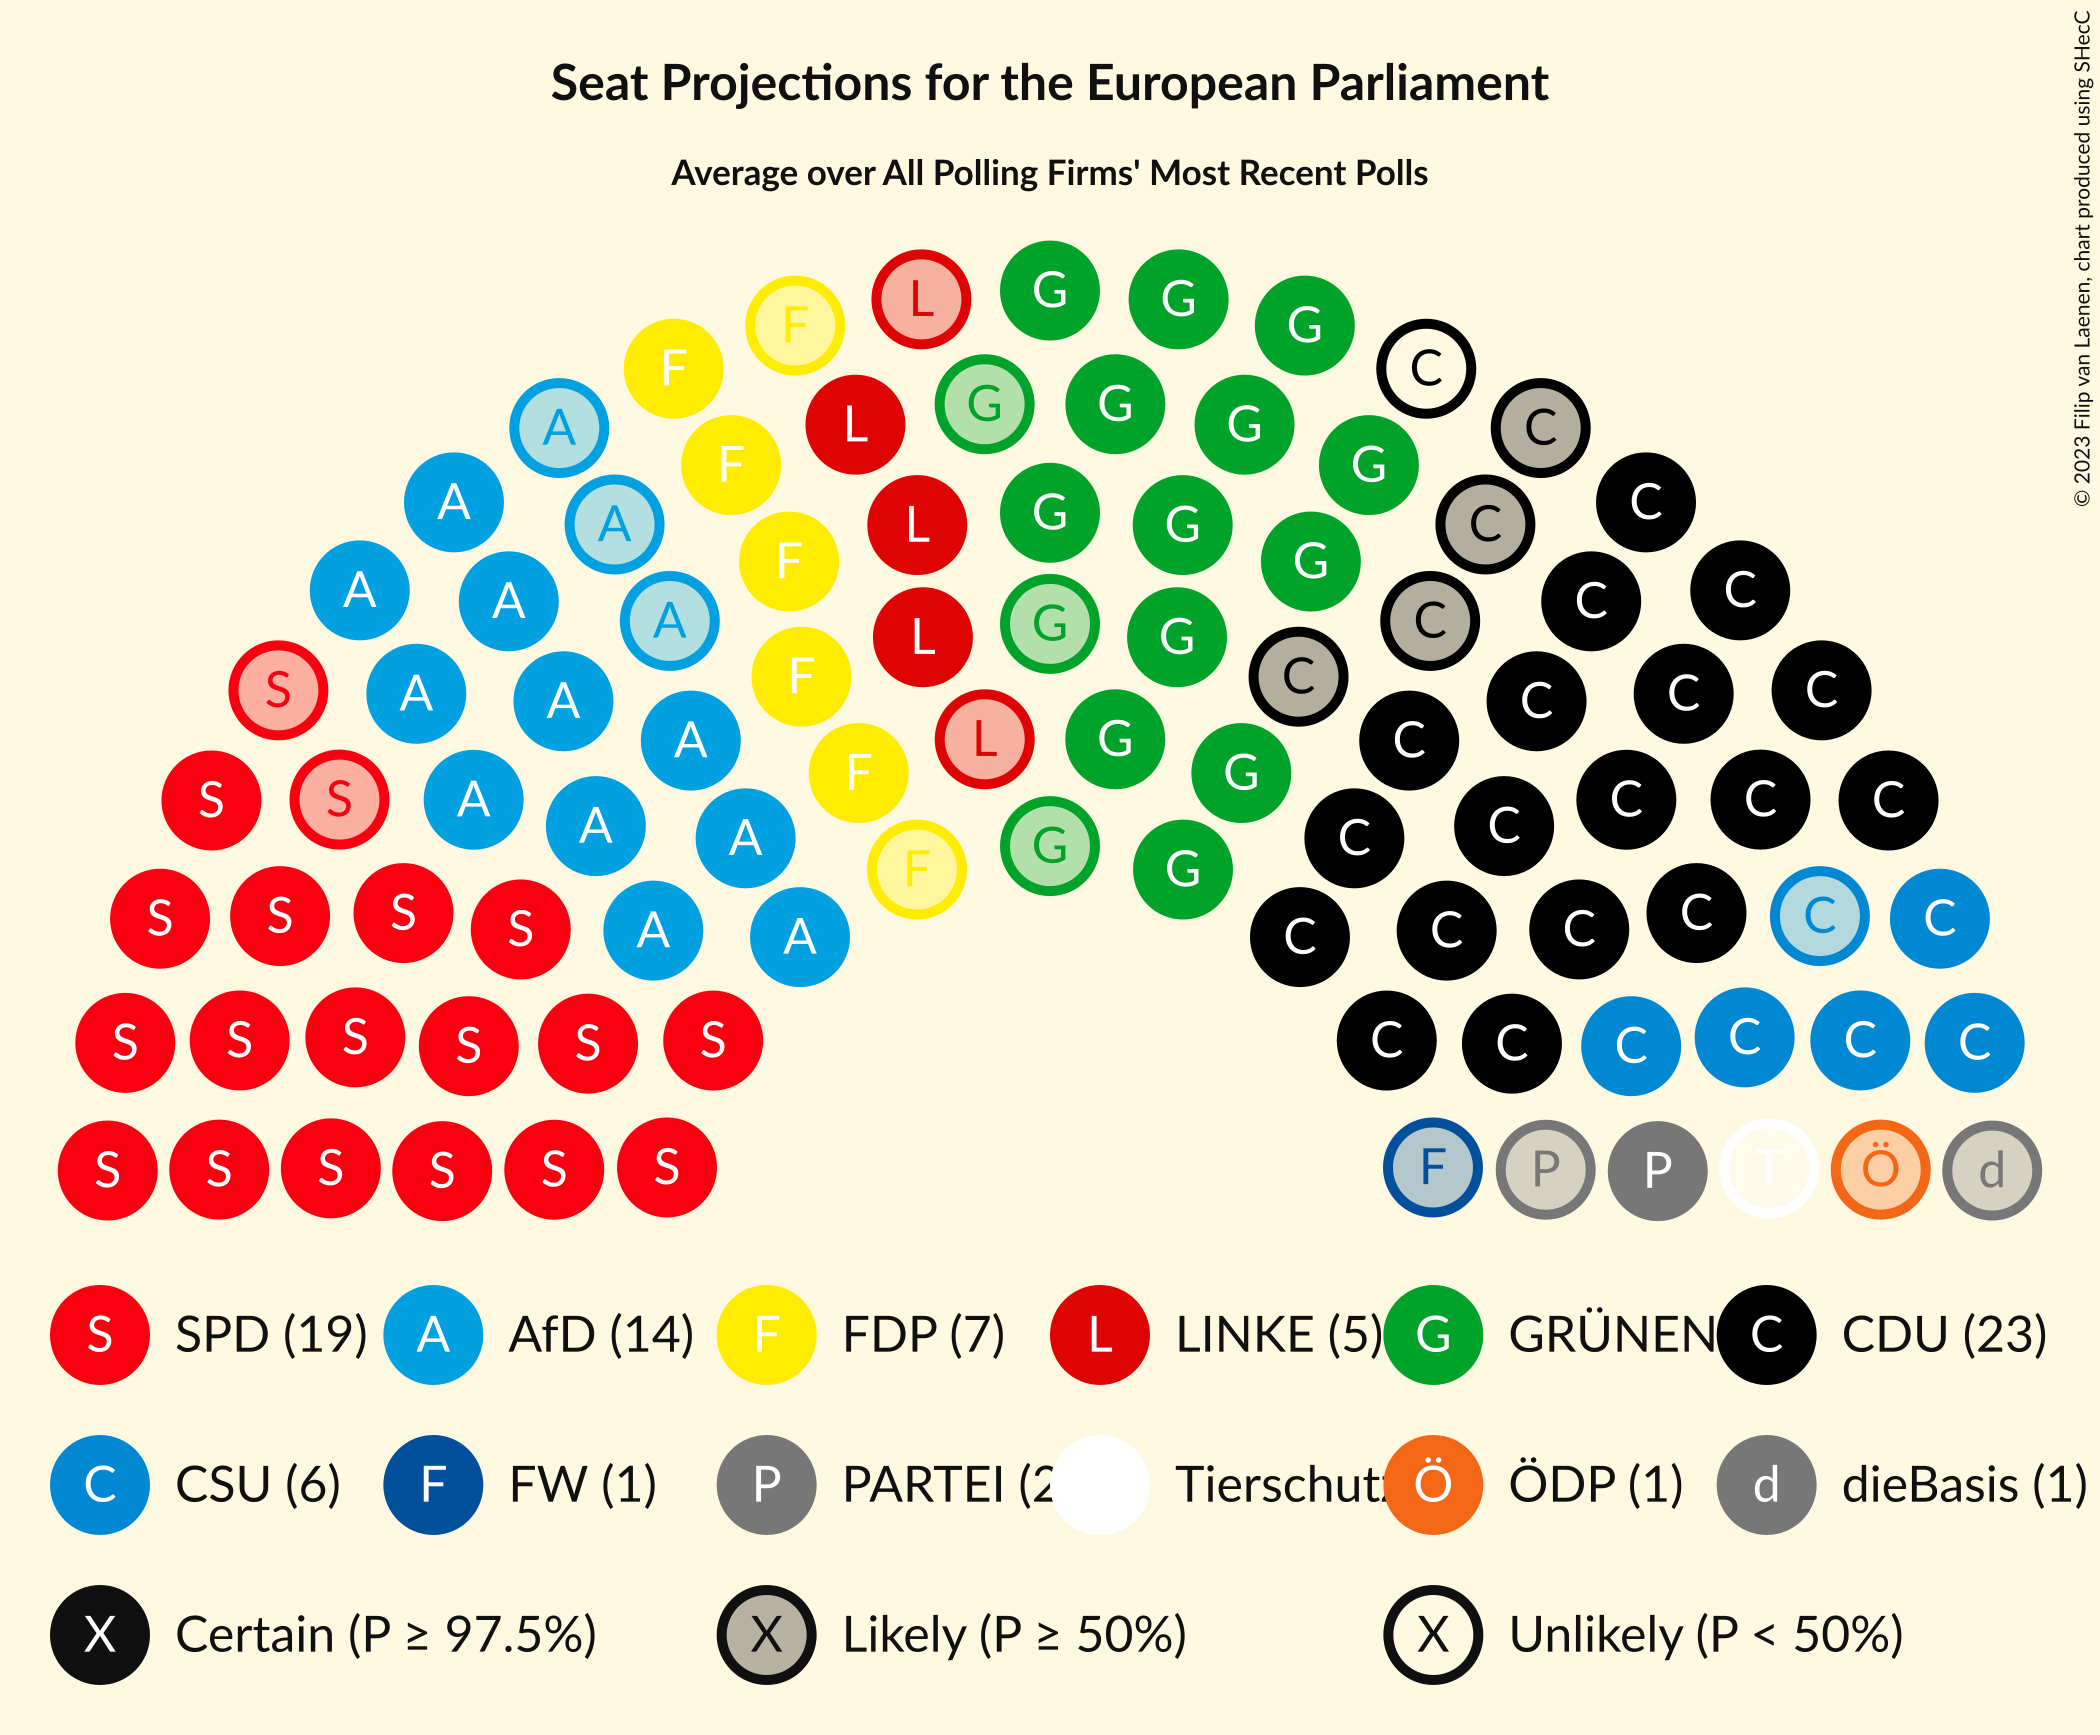 Seat Projections for the European Parliament
Average over All Polling Firms' Most Recent Polls
© 2023 Filip van Laenen, chart produced using SHecC
L G G G
F F C C
G G G G
A F L C C
A A L G G G C
A A F L G G C C C
S A A A F L G G C C C C C
S S A A A F G G C C C C C
S S S S A A C C C C C C
S S S S S S C C C C C C
S S S S S S F P P T Ö d
S SPD (19) A AfD (14) F FDP (7) L LINKE (5) G GRÜNEN C CDU (23)
C CSU (6) F FW (1) P PARTEI (2 Tierschutz Ö ÖDP (1) d dieBasis (1)
X Certain (P ≥ 97.5%) X Likely (P ≥ 50%) X Unlikely (P < 50%)